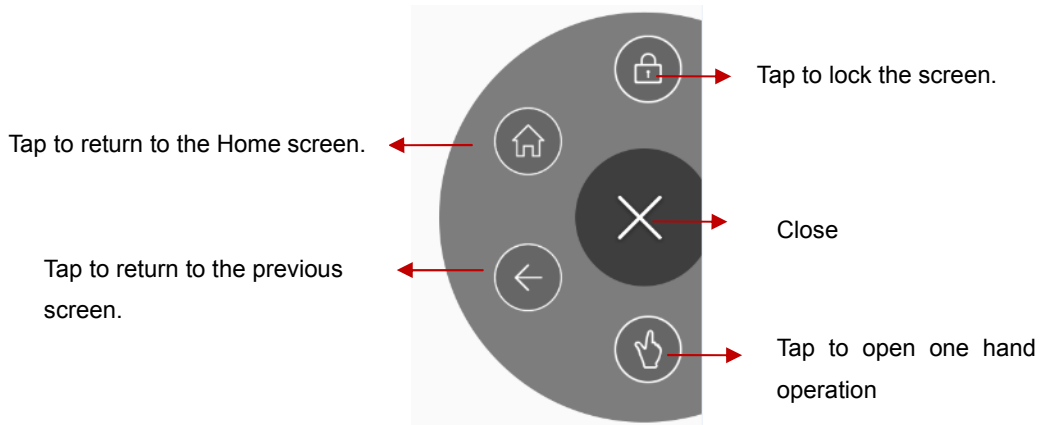 Tap to lock the screen.
Tap to return to the Home screen.
Close
Tap to return to the previous
screen.
Tap to open one hand
operation